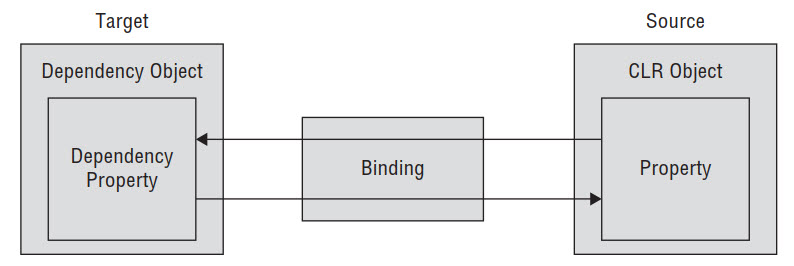 Target
Source
Dependency Object
CLR Object
Dependency
Property
Binding
Property